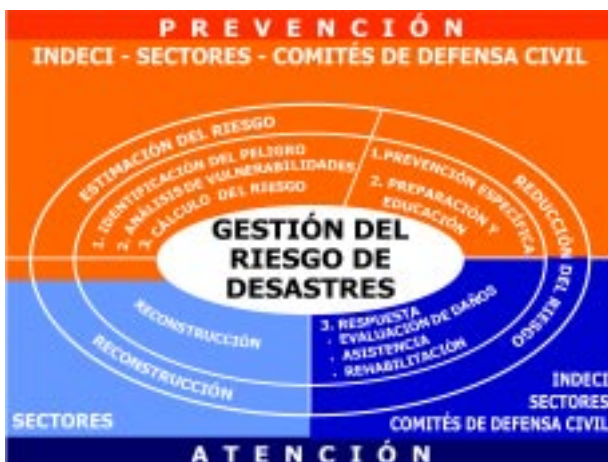 PREVENCIÓN
INDECI - SECTORES - COMITÉS DE DEFENSA CIVIL
ESTIMACIÓN DEL RIESGO
1. IDENTIFICACIÓN DEL PELIGRO
2. ANÁLISIS DE VULNERABILIDADES
3. CÁLCULO DEL RIESGO
REDUCCIÓN DEL RIESGO
1. PREVENCIÓN ESPECÍFICA
2. PREPARACIÓN Y
EDUCACIÓN
GESTIÓN DEL
RIESGO DE
DESASTRES
3. RESPUESTA
. EVALUACIÓN DE DAÑOS
. ASISTENCIA
. REHABILITACIÓN
RECONSTRUCCIÓN
RECONSTRUCCIÓN
SECTORES
INDECI
SECTORES
COMITÉS DE DEFENSA CIVIL
ATENCIÓN